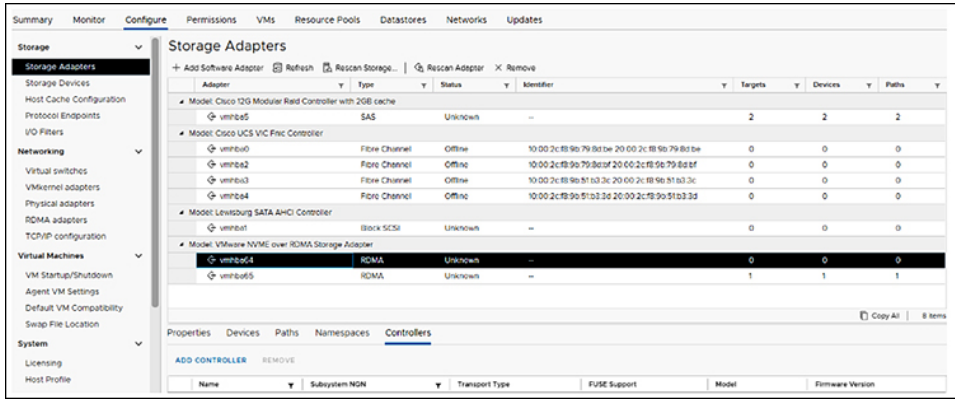 Summary Monitor Configure Permissions VMs Resource Pools Datastores Networks Updates
Storage
Storage Adapters
Storage Devices
Host Cache Configuration
Protocol Endpoints
I/O Filters
Networking
Virtual switches
VMkernel adapters
Physical adapters
RDMA adapters
TCP/IP configuration
Virtual Machines
VM Startup/Shutdown
Agent VM Settings
Default VM Compatibility
Swap File Location
System
Licensing
Host Profile
Storage Adapters
+ Add Software Adapter Refresh Rescan Storage... Rescan Adapter × Remove
Adapter Type Status Identifier Targets Devices Paths
Model: Cisco 12G Modular Raid Controller with 2GB cache
vmhba5 SAS Unknown -- 2 2 2
Model: Cisco UCS VIC Fnic Controller
vmhba0 Fibre Channel Offline 10:00:2c:f8:9b:79:8d:be 20:00:2c:f8:9b:79:8d:be 0 0 0
vmhba2 Fibre Channel Offline 10:00:2c:f8:9b:79:8d:bf 20:00:2c:f8:9b:79:8d:bf 0 0 0
vmhba3 Fibre Channel Offline 10:00:2c:f8:9b:51:b3:3c 20:00:2c:f8:9b:51:b3:3c 0 0 0
vmhba4 Fibre Channel Offline 10:00:2c:f8:9b:51:b3:3d 20:00:2c:f8:9b:51:b3:3d 0 0 0
Model: Lewisburg SATA AHCI Controller
vmhba1 Block SCSI Unknown -- 0 0 0
Model: VMware NVME over RDMA Storage Adapter
vmhba64 RDMA Unknown -- 0 0 0
vmhba65 RDMA Unknown -- 1 1 1
Copy All 8 items
Properties Devices Paths Namespaces Controllers
ADD CONTROLLER REMOVE
Name Subsystem NQN Transport Type FUSE Support Model Firmware Version